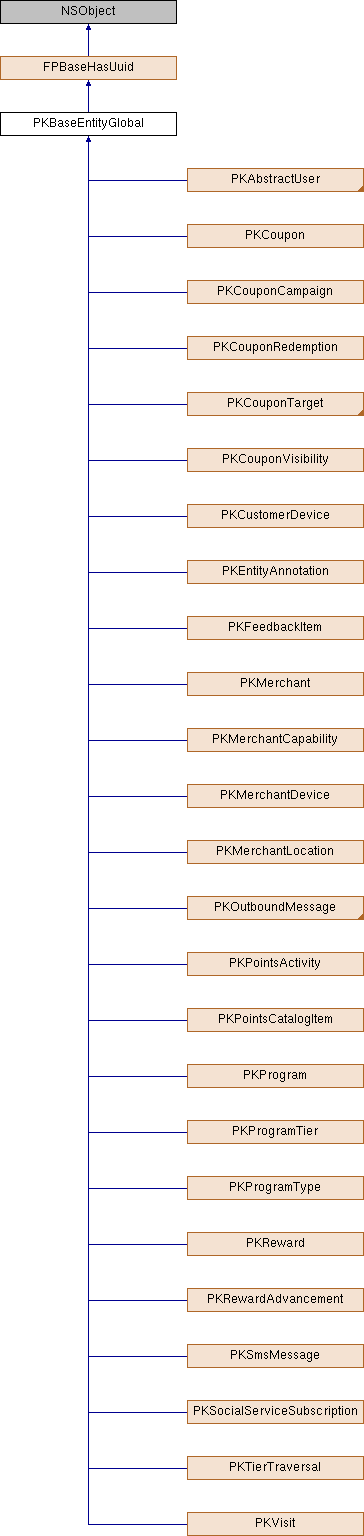 NSObject
FPBaseHasUuid
PKBaseEntityGlobal
PKAbstractUser
PKCoupon
PKCouponCampaign
PKCouponRedemption
PKCouponTarget
PKCouponVisibility
PKCustomerDevice
PKEntityAnnotation
PKFeedbackItem
PKMerchant
PKMerchantCapability
PKMerchantDevice
PKMerchantLocation
PKOutboundMessage
PKPointsActivity
PKPointsCatalogItem
PKProgram
PKProgramTier
PKProgramType
PKReward
PKRewardAdvancement
PKSmsMessage
PKSocialServiceSubscription
PKTierTraversal
PKVisit